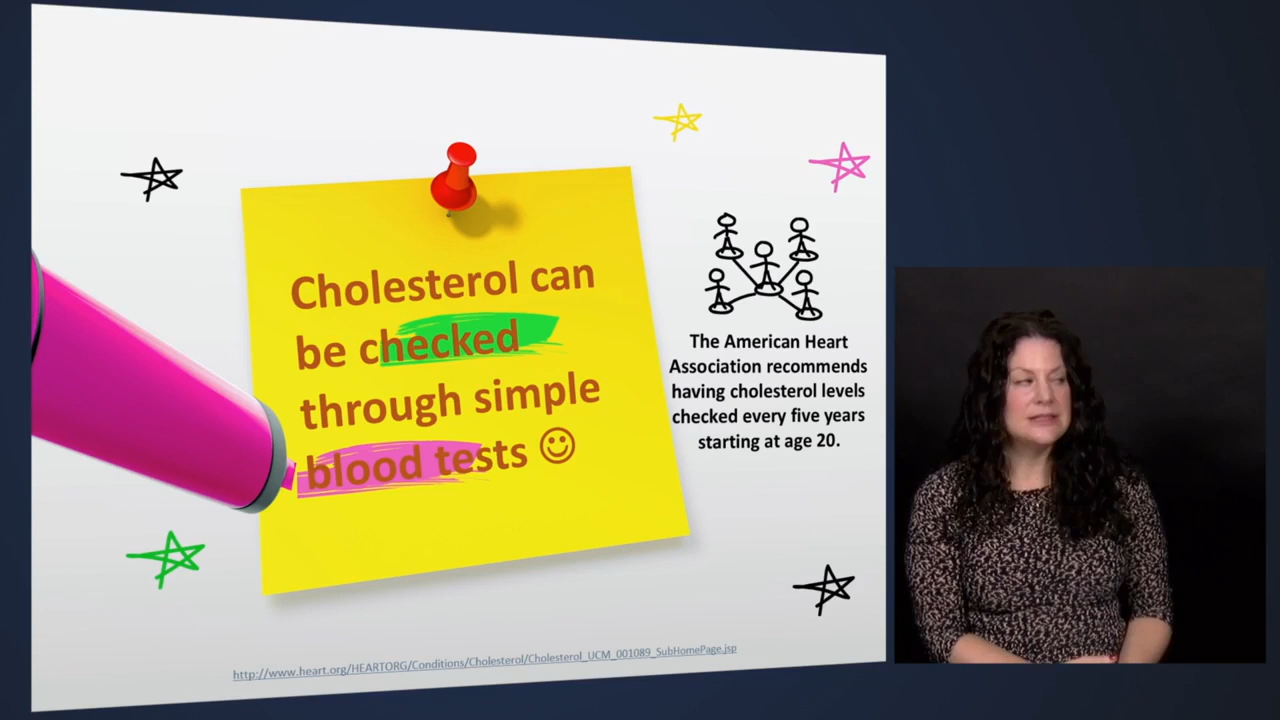 Cholesterol can
be checked
through simple
blood tests ☺
The American Heart
Association recommends
having cholesterol levels
checked every five years
starting at age 20.
http://www.heart.org/HEARTORG/Conditions/Cholesterol/Cholesterol_UCM_001089_SubHomePage.jsp